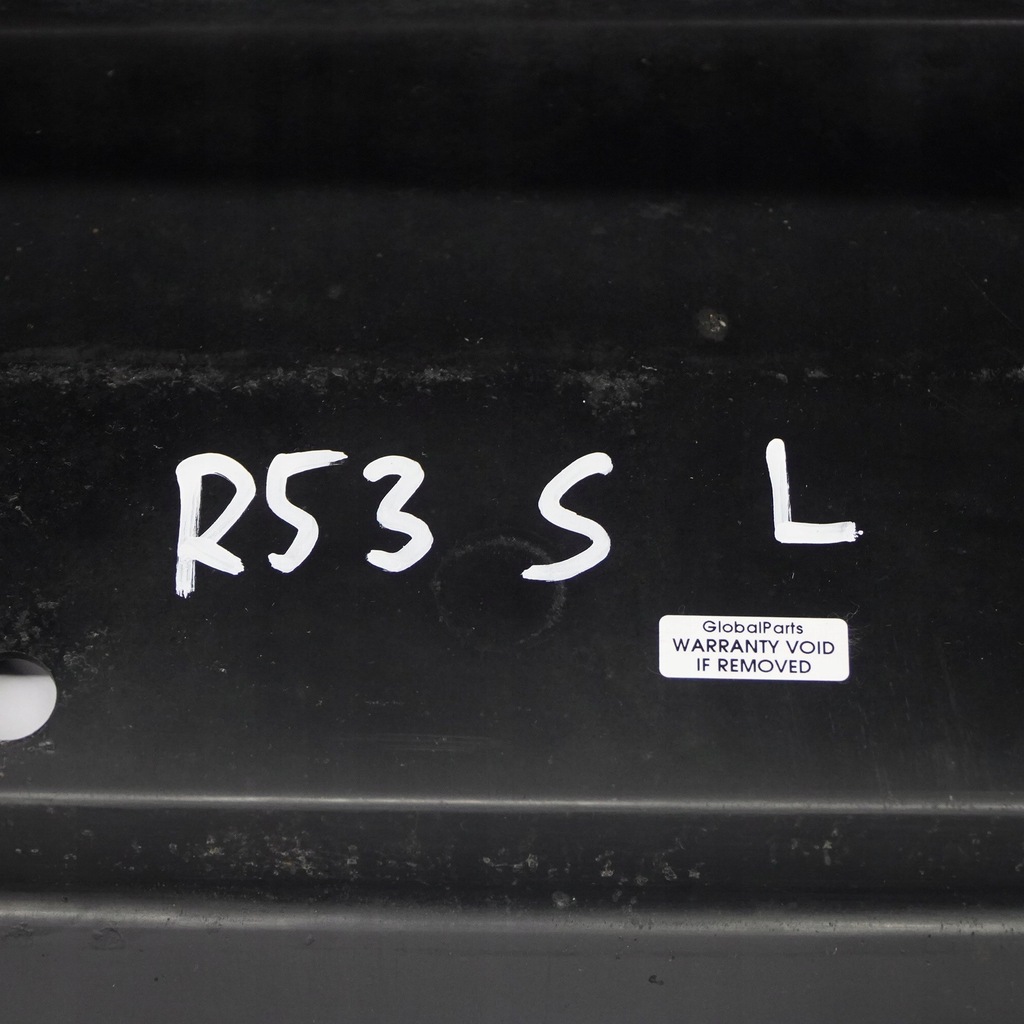 R53 S L
GlobalParts
WARRANTY VOID
IF REMOVED